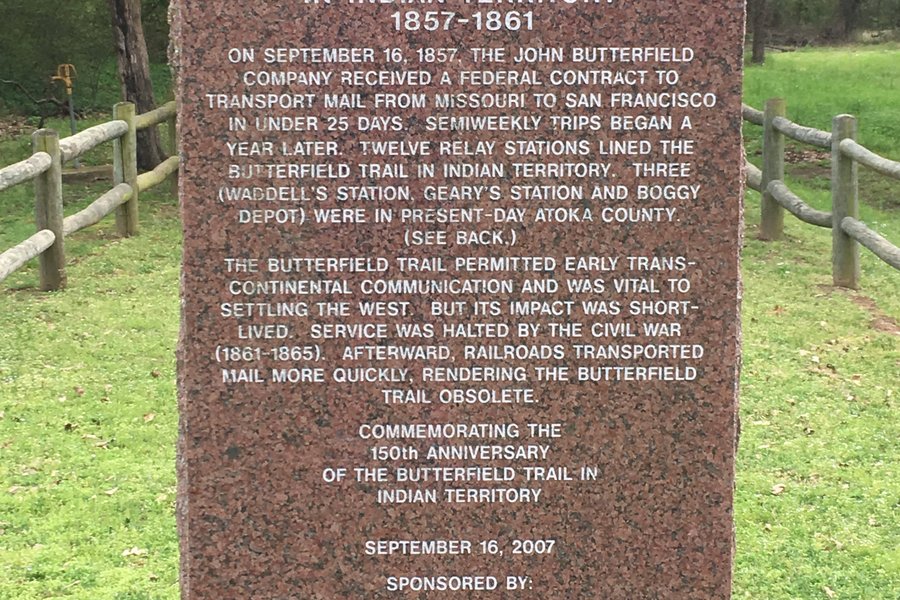 IN INDIAN TERRITORY
1857-1861
ON SEPTEMBER 16, 1857, THE JOHN BUTTERFIELD
COMPANY RECEIVED A FEDERAL CONTRACT TO
TRANSPORT MAIL FROM MISSOURI TO SAN FRANCISCO
IN UNDER 25 DAYS. SEMIWEEKLY TRIPS BEGAN A
YEAR LATER. TWELVE RELAY STATIONS LINED THE
BUTTERFIELD TRAIL IN INDIAN TERRITORY. THREE
(WADDELL'S STATION, GEARY'S STATION AND BOGGY
DEPOT) WERE IN PRESENT-DAY ATOKA COUNTY.
(SEE BACK.)
THE BUTTERFIELD TRAIL PERMITTED EARLY TRANS-
CONTINENTAL COMMUNICATION AND WAS VITAL TO
SETTLING THE WEST. BUT ITS IMPACT WAS SHORT-
LIVED. SERVICE WAS HALTED BY THE CIVIL WAR
(1861-1865). AFTERWARD, RAILROADS TRANSPORTED
MAIL MORE QUICKLY, RENDERING THE BUTTERFIELD
TRAIL OBSOLETE.
COMMEMORATING THE
150th ANNIVERSARY
OF THE BUTTERFIELD TRAIL IN
INDIAN TERRITORY
SEPTEMBER 16, 2007
SPONSORED BY: